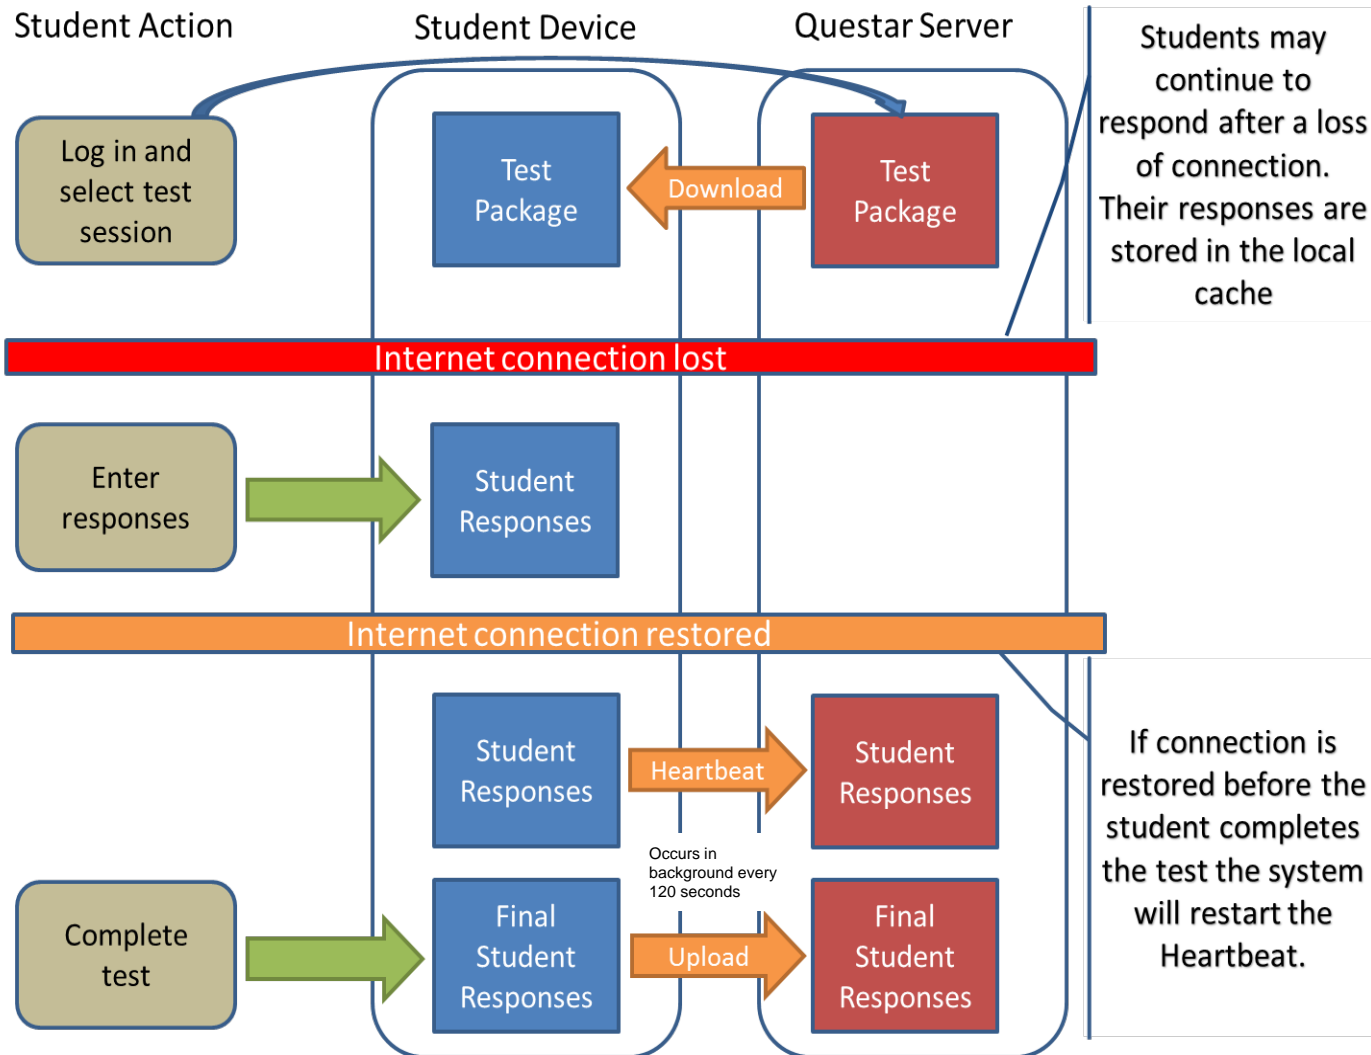 Student Action
Student Device
Questar Server
Students may
continue to
respond after a loss
of connection.
Their responses are
stored in the local
cache
Log in and
select test
session
Test
Package
Download
Test
Package
Internet connection lost
Enter
responses
Student
Responses
Internet connection restored
Student
Responses
Heartbeat
Student
Responses
If connection is
restored before the
student completes
the test the system
will restart the
Heartbeat.
Occurs in
background every
120 seconds
Complete
test
Final
Student
Responses
Upload
Final
Student
Responses